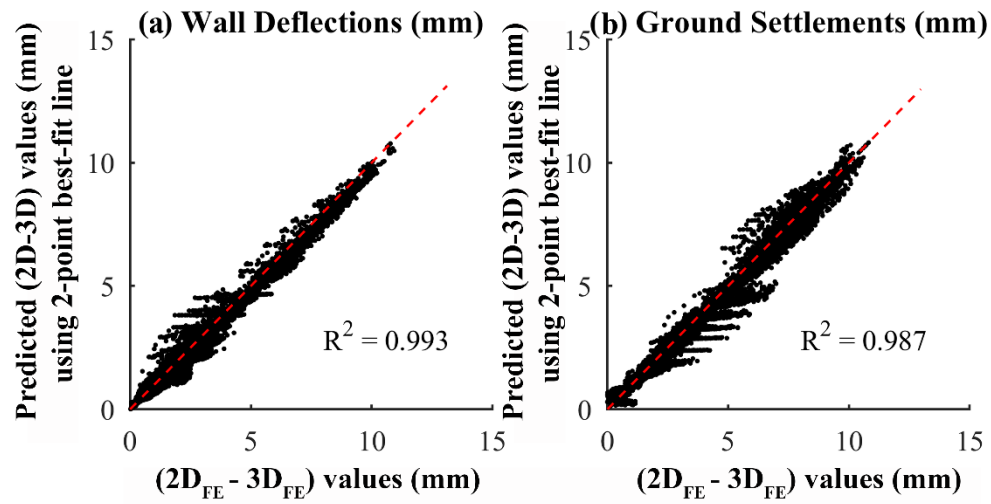 (a) Wall Deflections (mm)
Predicted (2D-3D) values (mm)
using 2-point best-fit line
15
10
5
0
R² = 0.993
0 5 10 15
(2D_FE - 3D_FE) values (mm)
(b) Ground Settlements (mm)
Predicted (2D-3D) values (mm)
using 2-point best-fit line
15
10
5
0
R² = 0.987
0 5 10 15
(2D_FE - 3D_FE) values (mm)